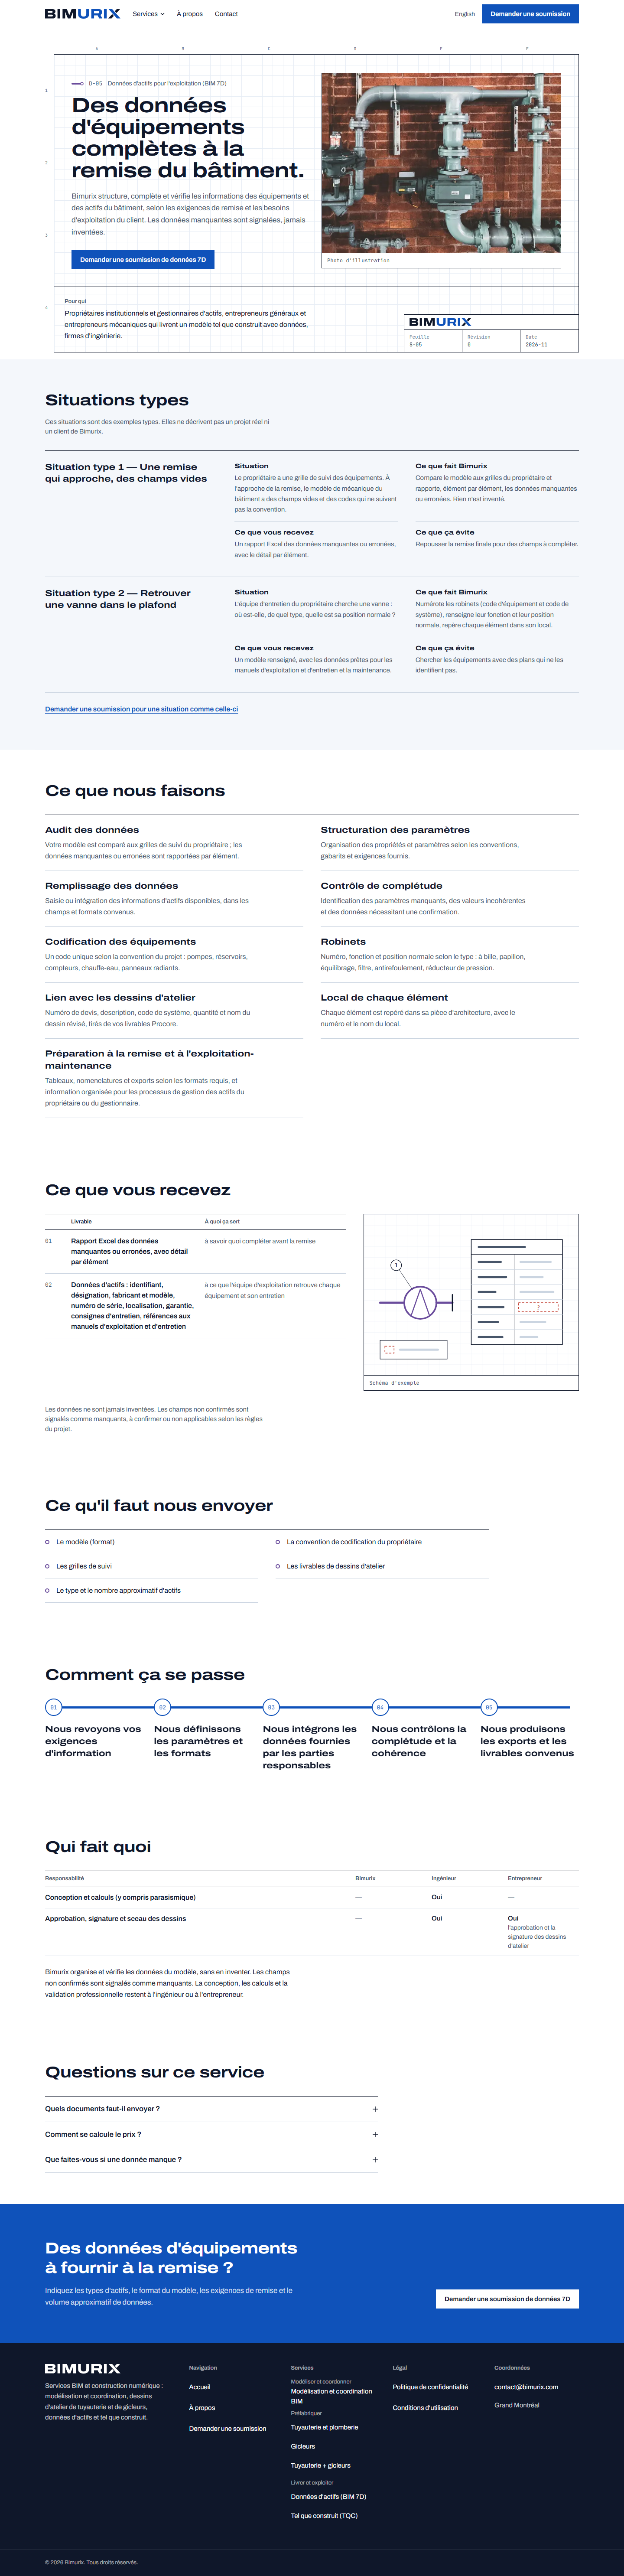 BIMURIX
Services
À propos
Contact
English
Demander une soumission
A B C D E F
1
2
3
4
D-05 Données d'actifs pour l'exploitation (BIM 7D)
Des données
d'équipements
complètes à la
remise du bâtiment.
Bimurix structure, complète et vérifie les informations des équipements et
des actifs du bâtiment, selon les exigences de remise et les besoins
d'exploitation du client. Les données manquantes sont signalées, jamais
inventées.
Demander une soumission de données 7D
Photo d'illustration
Pour qui
Propriétaires institutionnels et gestionnaires d'actifs, entrepreneurs généraux et
entrepreneurs mécaniques qui livrent un modèle tel que construit avec données,
firmes d'ingénierie.
BIMURIX
Feuille
S-05
Révision
0
Date
2026-11
Situations types
Ces situations sont des exemples types. Elles ne décrivent pas un projet réel ni
un client de Bimurix.
Situation type 1 — Une remise
qui approche, des champs vides
Situation
Le propriétaire a une grille de suivi des équipements. À
l'approche de la remise, le modèle de mécanique du
bâtiment a des champs vides et des codes qui ne suivent
pas la convention.
Ce que fait Bimurix
Compare le modèle aux grilles du propriétaire et
rapporte, élément par élément, les données manquantes
ou erronées. Rien n'est inventé.
Ce que vous recevez
Un rapport Excel des données manquantes ou erronées,
avec le détail par élément.
Ce que ça évite
Repousser la remise finale pour des champs à compléter.
Situation type 2 — Retrouver
une vanne dans le plafond
Situation
L'équipe d'entretien du propriétaire cherche une vanne :
où est-elle, de quel type, quelle est sa position normale ?
Ce que fait Bimurix
Numérote les robinets (code d'équipement et code de
système), renseigne leur fonction et leur position
normale, repère chaque élément dans son local.
Ce que vous recevez
Un modèle renseigné, avec les données prêtes pour les
manuels d'exploitation et d'entretien et la maintenance.
Ce que ça évite
Chercher les équipements avec des plans qui ne les
identifient pas.
Demander une soumission pour une situation comme celle-ci
Ce que nous faisons
Audit des données
Votre modèle est comparé aux grilles de suivi du propriétaire ; les
données manquantes ou erronées sont rapportées par élément.
Structuration des paramètres
Organisation des propriétés et paramètres selon les conventions,
gabarits et exigences fournis.
Remplissage des données
Saisie ou intégration des informations d'actifs disponibles, dans les
champs et formats convenus.
Contrôle de complétude
Identification des paramètres manquants, des valeurs incohérentes
et des données nécessitant une confirmation.
Codification des équipements
Un code unique selon la convention du projet : pompes, réservoirs,
compteurs, chauffe-eau, panneaux radiants.
Robinets
Numéro, fonction et position normale selon le type : à bille, papillon,
équilibrage, filtre, antirefoulement, réducteur de pression.
Lien avec les dessins d'atelier
Numéro de devis, description, code de système, quantité et nom du
dessin révisé, tirés de vos livrables Procore.
Local de chaque élément
Chaque élément est repéré dans sa pièce d'architecture, avec le
numéro et le nom du local.
Préparation à la remise et à l'exploitation-
maintenance
Tableaux, nomenclatures et exports selon les formats requis, et
information organisée pour les processus de gestion des actifs du
propriétaire ou du gestionnaire.
Ce que vous recevez
Livrable
À quoi ça sert
01
Rapport Excel des données
manquantes ou erronées, avec détail
par élément
à savoir quoi compléter avant la remise
02
Données d'actifs : identifiant,
désignation, fabricant et modèle,
numéro de série, localisation, garantie,
consignes d'entretien, références aux
manuels d'exploitation et d'entretien
à ce que l'équipe d'exploitation retrouve chaque
équipement et son entretien
1
?
Schéma d'exemple
Les données ne sont jamais inventées. Les champs non confirmés sont
signalés comme manquants, à confirmer ou non applicables selon les règles
du projet.
Ce qu'il faut nous envoyer
Le modèle (format)
La convention de codification du propriétaire
Les grilles de suivi
Les livrables de dessins d'atelier
Le type et le nombre approximatif d'actifs
Comment ça se passe
01
02
03
04
05
Nous revoyons vos
exigences
d'information
Nous définissons
les paramètres et
les formats
Nous intégrons les
données fournies
par les parties
responsables
Nous contrôlons la
complétude et la
cohérence
Nous produisons
les exports et les
livrables convenus
Qui fait quoi
Responsabilité
Bimurix
Ingénieur
Entrepreneur
Conception et calculs (y compris parasismique)
—
Oui
—
Approbation, signature et sceau des dessins
—
Oui
Oui
l'approbation et la
signature des dessins
d'atelier
Bimurix organise et vérifie les données du modèle, sans en inventer. Les champs
non confirmés sont signalés comme manquants. La conception, les calculs et la
validation professionnelle restent à l'ingénieur ou à l'entrepreneur.
Questions sur ce service
Quels documents faut-il envoyer ?
+
Comment se calcule le prix ?
+
Que faites-vous si une donnée manque ?
+
Des données d'équipements
à fournir à la remise ?
Indiquez les types d'actifs, le format du modèle, les exigences de remise et le
volume approximatif de données.
Demander une soumission de données 7D
BIMURIX
Services BIM et construction numérique :
modélisation et coordination, dessins
d'atelier de tuyauterie et de gicleurs,
données d'actifs et tel que construit.
Navigation
Accueil
À propos
Demander une soumission
Services
Modéliser et coordonner
Modélisation et coordination
BIM
Préfabriquer
Tuyauterie et plomberie
Gicleurs
Tuyauterie + gicleurs
Livrer et exploiter
Données d'actifs (BIM 7D)
Tel que construit (TQC)
Légal
Politique de confidentialité
Conditions d'utilisation
Coordonnées
contact@bimurix.com
Grand Montréal
© 2026 Bimurix. Tous droits réservés.